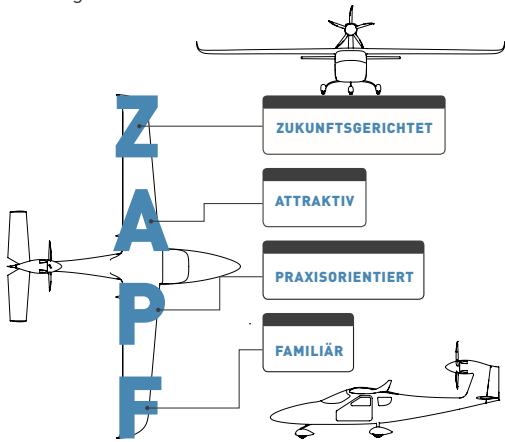 Z
ZUKUNFTSGERICHTET
A
ATTRAKTIV
P
PRAXISORIENTIERT
F
FAMILIÄR